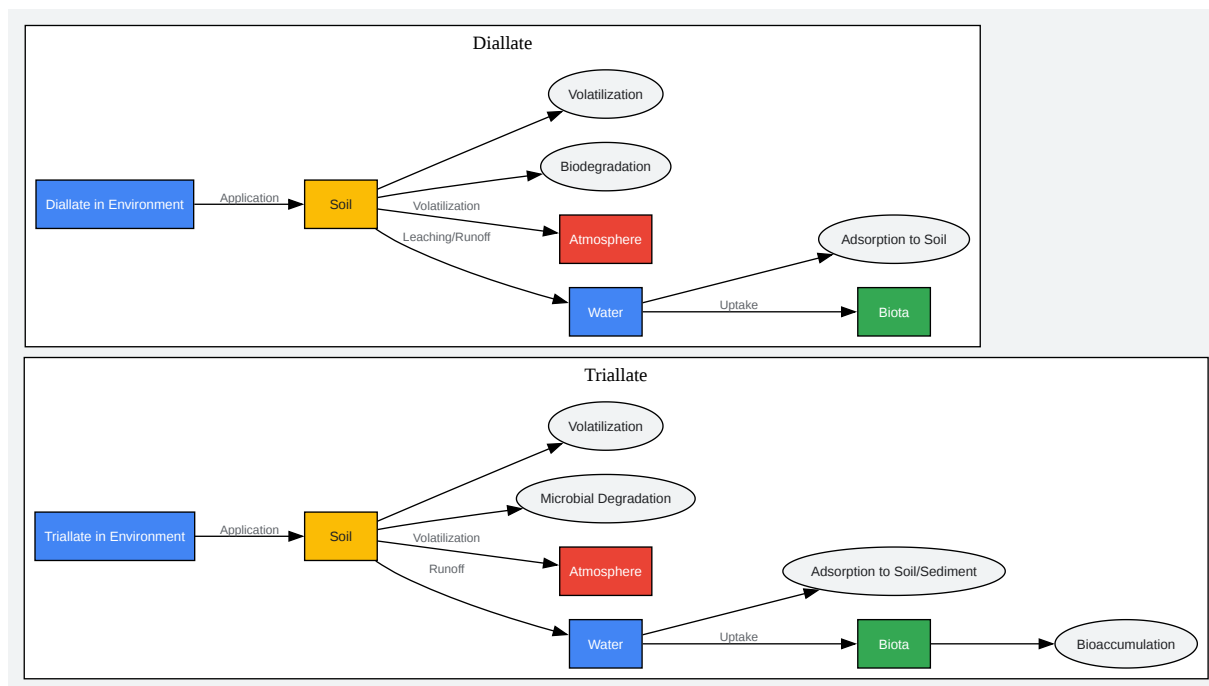 Diallate
Volatilization
Biodegradation
Diallate in Environment
Application
Soil
Volatilization
Atmosphere
Leaching/Runoff
Adsorption to Soil
Water
Uptake
Biota
Triallate
Volatilization
Microbial Degradation
Triallate in Environment
Application
Soil
Volatilization
Atmosphere
Runoff
Adsorption to Soil/Sediment
Water
Uptake
Biota
Bioaccumulation